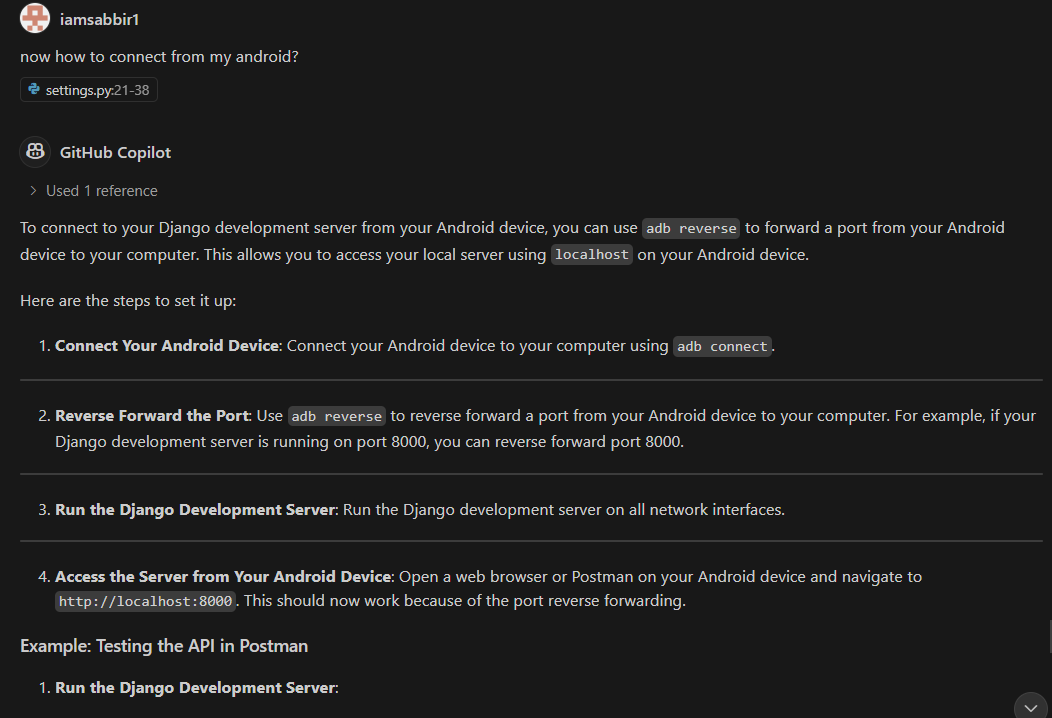 iamsabbir1
now how to connect from my android?
settings.py:21-38
GitHub Copilot
Used 1 reference
To connect to your Django development server from your Android device, you can use adb reverse to forward a port from your Android
device to your computer. This allows you to access your local server using localhost on your Android device.
Here are the steps to set it up:
1. Connect Your Android Device: Connect your Android device to your computer using adb connect.
2. Reverse Forward the Port: Use adb reverse to reverse forward a port from your Android device to your computer. For example, if your
Django development server is running on port 8000, you can reverse forward port 8000.
3. Run the Django Development Server: Run the Django development server on all network interfaces.
4. Access the Server from Your Android Device: Open a web browser or Postman on your Android device and navigate to
http://localhost:8000. This should now work because of the port reverse forwarding.
Example: Testing the API in Postman
1. Run the Django Development Server: